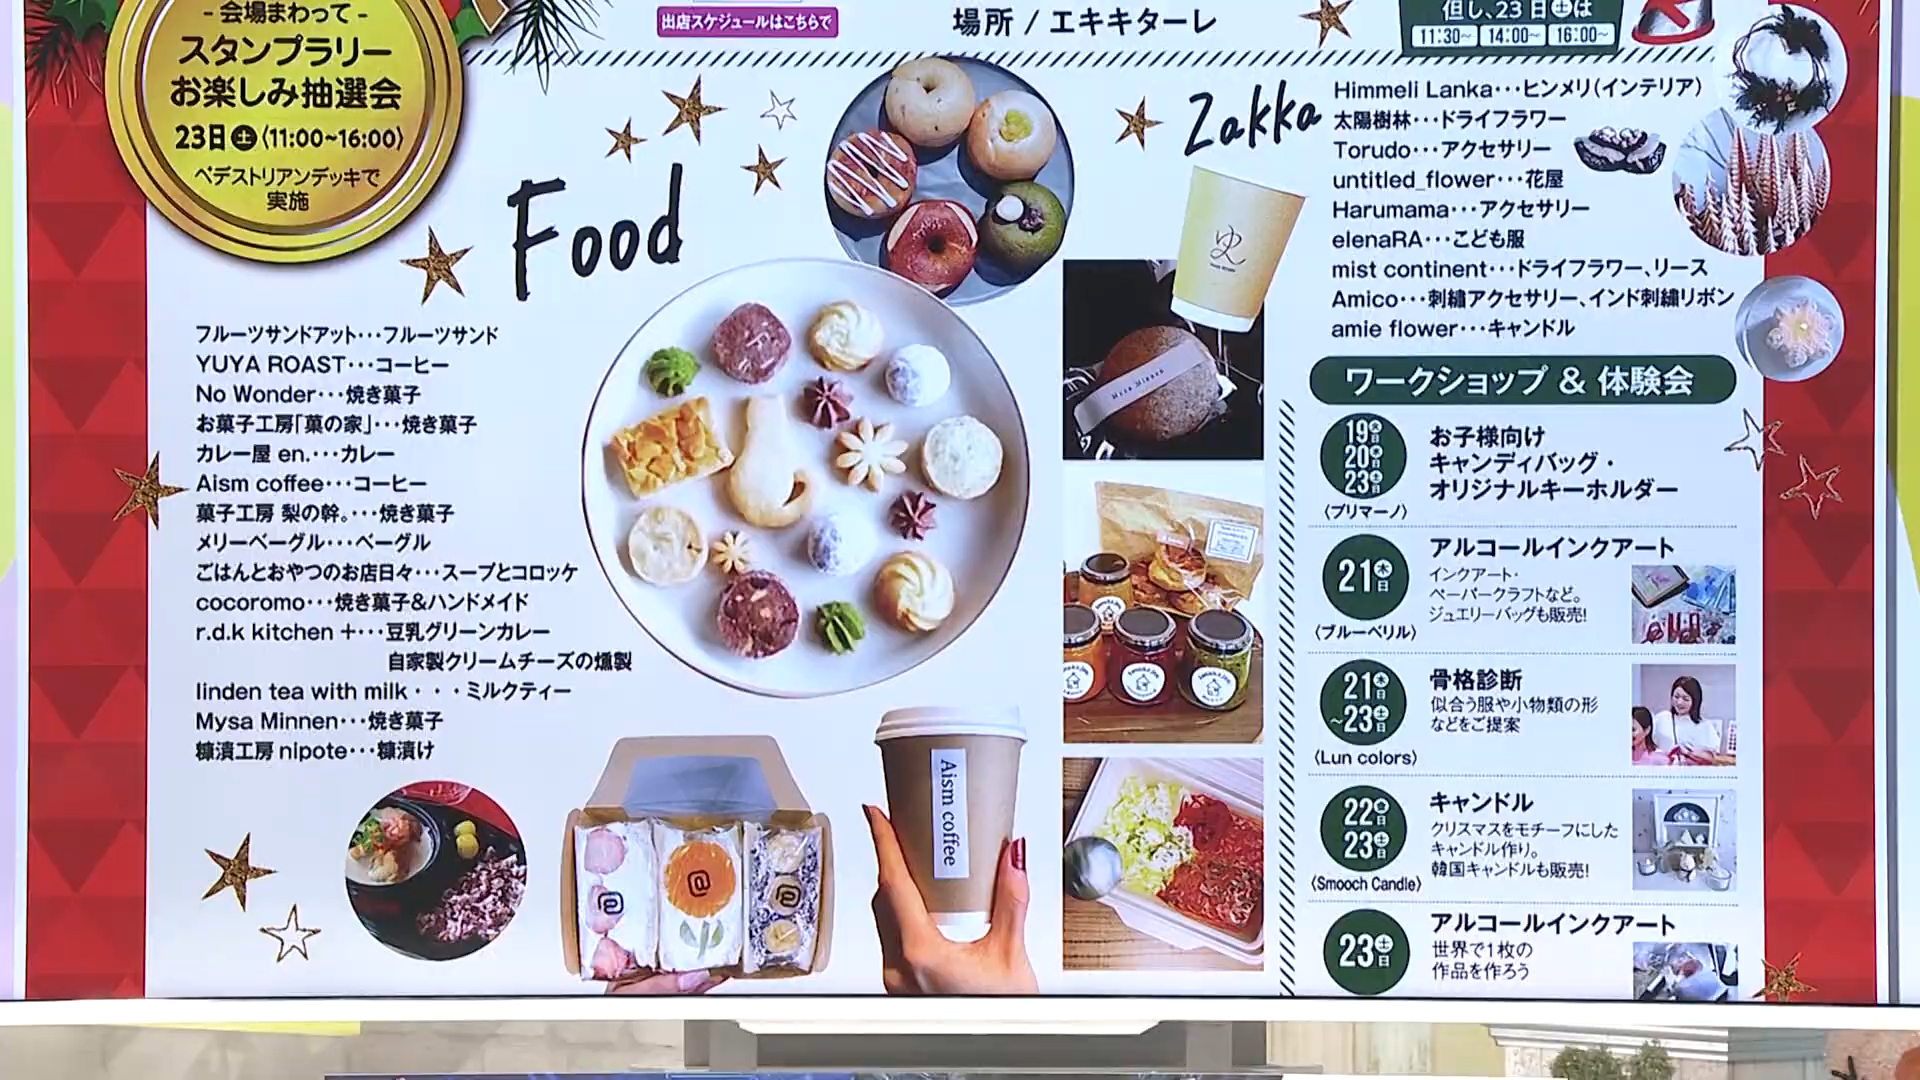 - 会場まわって -
スタンプラリー
お楽しみ抽選会
23日㊏〈11:00~16:00〉
ペデストリアンデッキで
実施
出店スケジュールはこちらで
場所 / エキキターレ
但し、23日㊏は
11:30~ 14:00~ 16:00~
Food
フルーツサンドアット・・・フルーツサンド
YUYA ROAST・・・コーヒー
No Wonder・・・焼き菓子
お菓子工房「菓の家」・・・焼き菓子
カレー屋 en.・・・カレー
Aism coffee・・・コーヒー
菓子工房 梨の幹。・・・焼き菓子
メリーベーグル・・・ベーグル
ごはんとおやつのお店日々・・・スープとコロッケ
cocoromo・・・焼き菓子&ハンドメイド
r.d.k kitchen +・・・豆乳グリーンカレー
自家製クリームチーズの燻製
linden tea with milk・・・ミルクティー
Mysa Minnen・・・焼き菓子
糠漬工房 nipote・・・糠漬け
Mysa Minnen
Aism coffee
Zakka
Himmeli Lanka・・・ヒンメリ(インテリア)
太陽樹林・・・ドライフラワー
Torudo・・・アクセサリー
untitled_flower・・・花屋
Harumama・・・アクセサリー
elenaRA・・・こども服
mist continent・・・ドライフラワー、リース
Amico・・・刺繍アクセサリー、インド刺繍リボン
amie flower・・・キャンドル
ワークショップ & 体験会
19火日
20水日
23土日
〈プリマーノ〉
お子様向け
キャンディバッグ・
オリジナルキーホルダー
21木日
〈ブルーベリル〉
アルコールインクアート
インクアート・
ペーパークラフトなど。
ジュエリーバッグも販売!
21木日
~23土日
〈Lun colors〉
骨格診断
似合う服や小物類の形
などをご提案
22金日
23土日
〈Smooch Candle〉
キャンドル
クリスマスをモチーフにした
キャンドル作り。
韓国キャンドルも販売!
23土日
アルコールインクアート
世界で1枚の
作品を作ろう